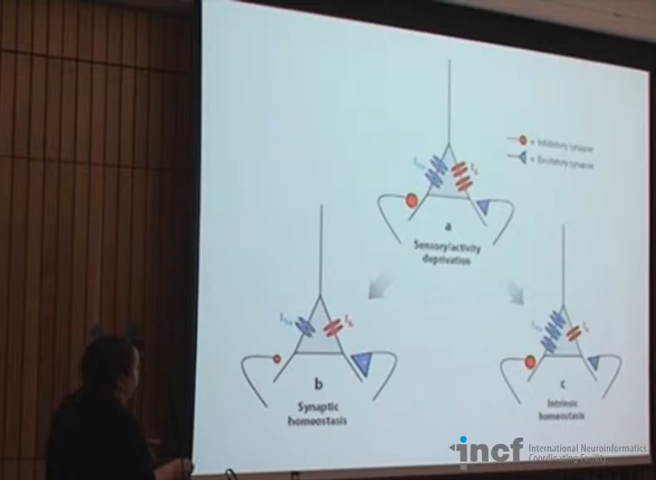 = Inhibitory synapse
= Excitatory synapse
a
Sensory/activity
deprivation
b
Synaptic
homeostasis
c
Intrinsic
homeostasis
incf
International Neuroinformatics
Coordinating Facility